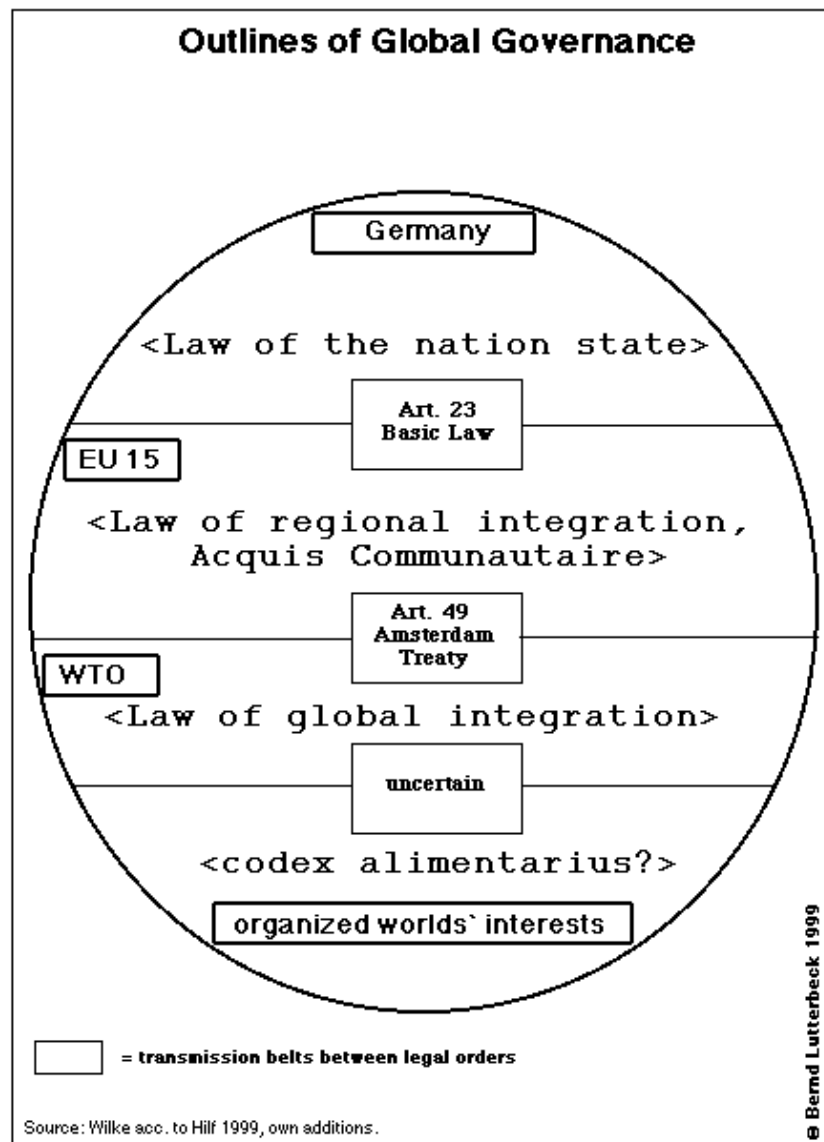 Outlines of Global Governance
Germany
<Law of the nation state>
Art. 23
Basic Law
EU 15
<Law of regional integration,
Acquis Communautaire>
Art. 49
Amsterdam
Treaty
WTO
<Law of global integration>
uncertain
<codex alimentarius?>
organized worlds` interests
= transmission belts between legal orders
Source: Wilke acc. to Hilf 1999, own additions.
© Bernd Lutterbeck 1999